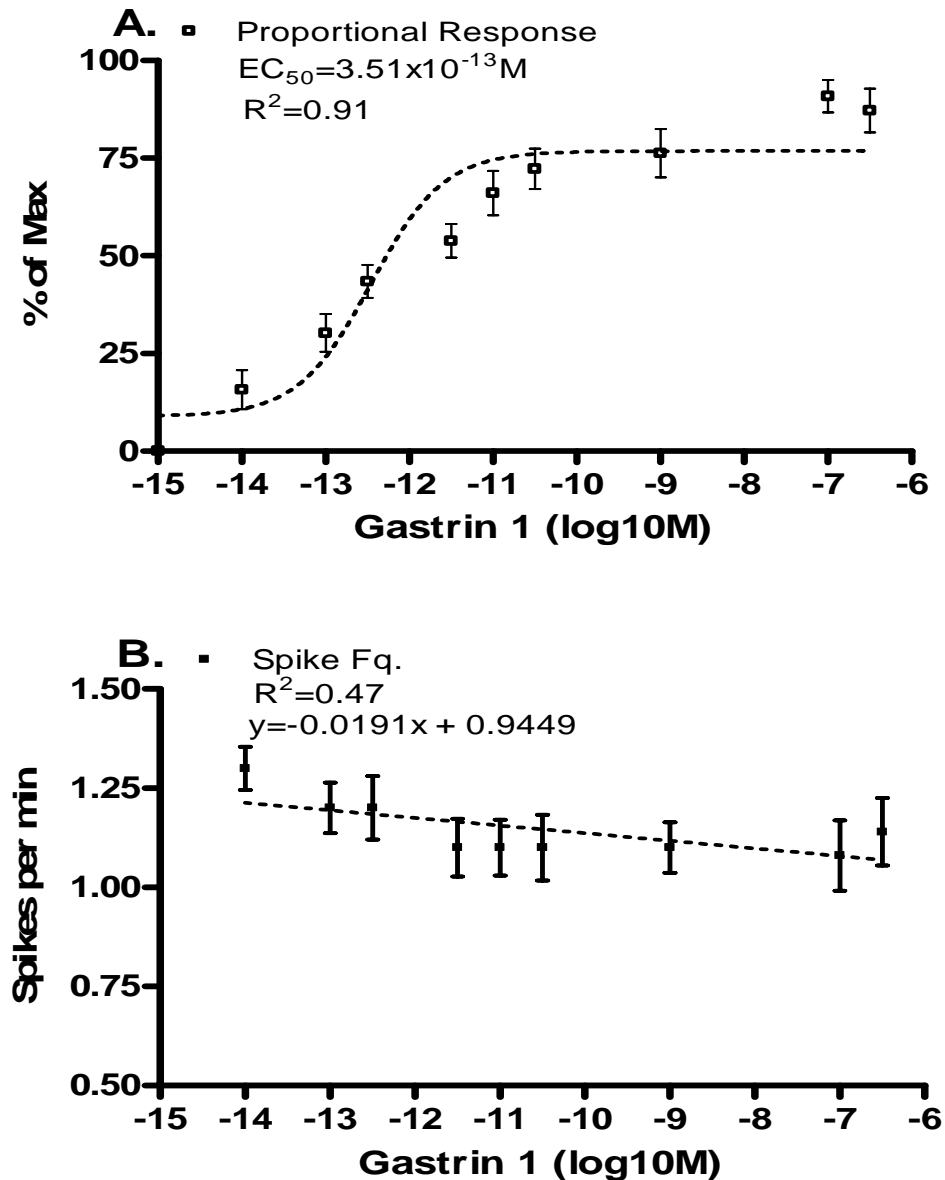 A. Proportional Response
EC₅₀=3.51x10⁻¹³M
R²=0.91
100
75
50
25
0
% of Max
-15 -14 -13 -12 -11 -10 -9 -8 -7 -6
Gastrin 1 (log10M)
B. Spike Fq.
R²=0.47
y=-0.0191x + 0.9449
1.50
1.25
1.00
0.75
0.50
Spikes per min
-15 -14 -13 -12 -11 -10 -9 -8 -7 -6
Gastrin 1 (log10M)